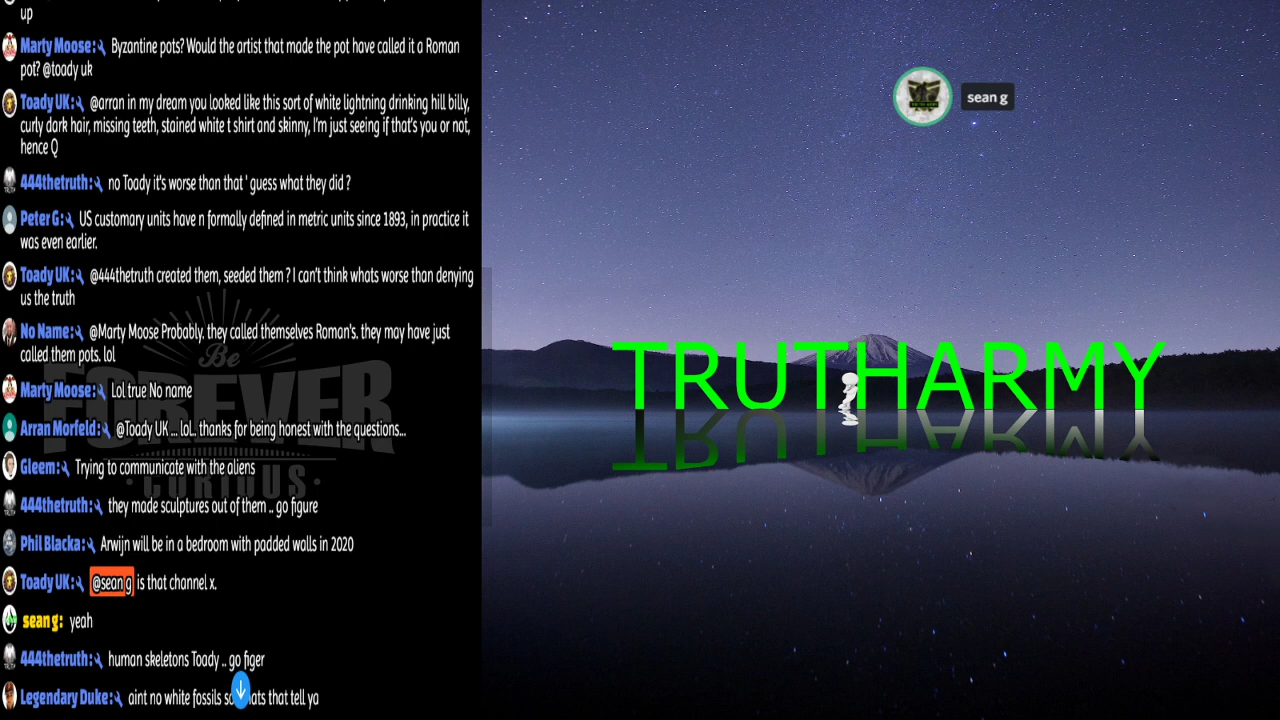 up
Marty Moose: Byzantine pots? Would the artist that made the pot have called it a Roman
pot? @toady uk
Toady UK: @arran in my dream you looked like this sort of white lightning drinking hill billy,
curly dark hair, missing teeth, stained white t shirt and skinny, I'm just seeing if that's you or not,
hence Q
444thetruth: no Toady it's worse than that ' guess what they did ?
Peter G: US customary units have n formally defined in metric units since 1893, in practice it
was even earlier.
Toady UK: @444thetruth created them, seeded them ? I can't think whats worse than denying
us the truth
No Name: @Marty Moose Probably. they called themselves Roman's. they may have just
called them pots. lol
Marty Moose: Lol true No name
Arran Morfeld: @Toady UK ... lol.. thanks for being honest with the questions...
Gleem: Trying to communicate with the aliens
444thetruth: they made sculptures out of them .. go figure
Phil Blacka: Arwijn will be in a bedroom with padded walls in 2020
Toady UK: @sean g is that channel x.
sean g: yeah
444thetruth: human skeletons Toady .. go figer
Legendary Duke: aint no white fossils that tell ya
Be
FOREVER
CURIOUS
sean g
TRUTHARMY